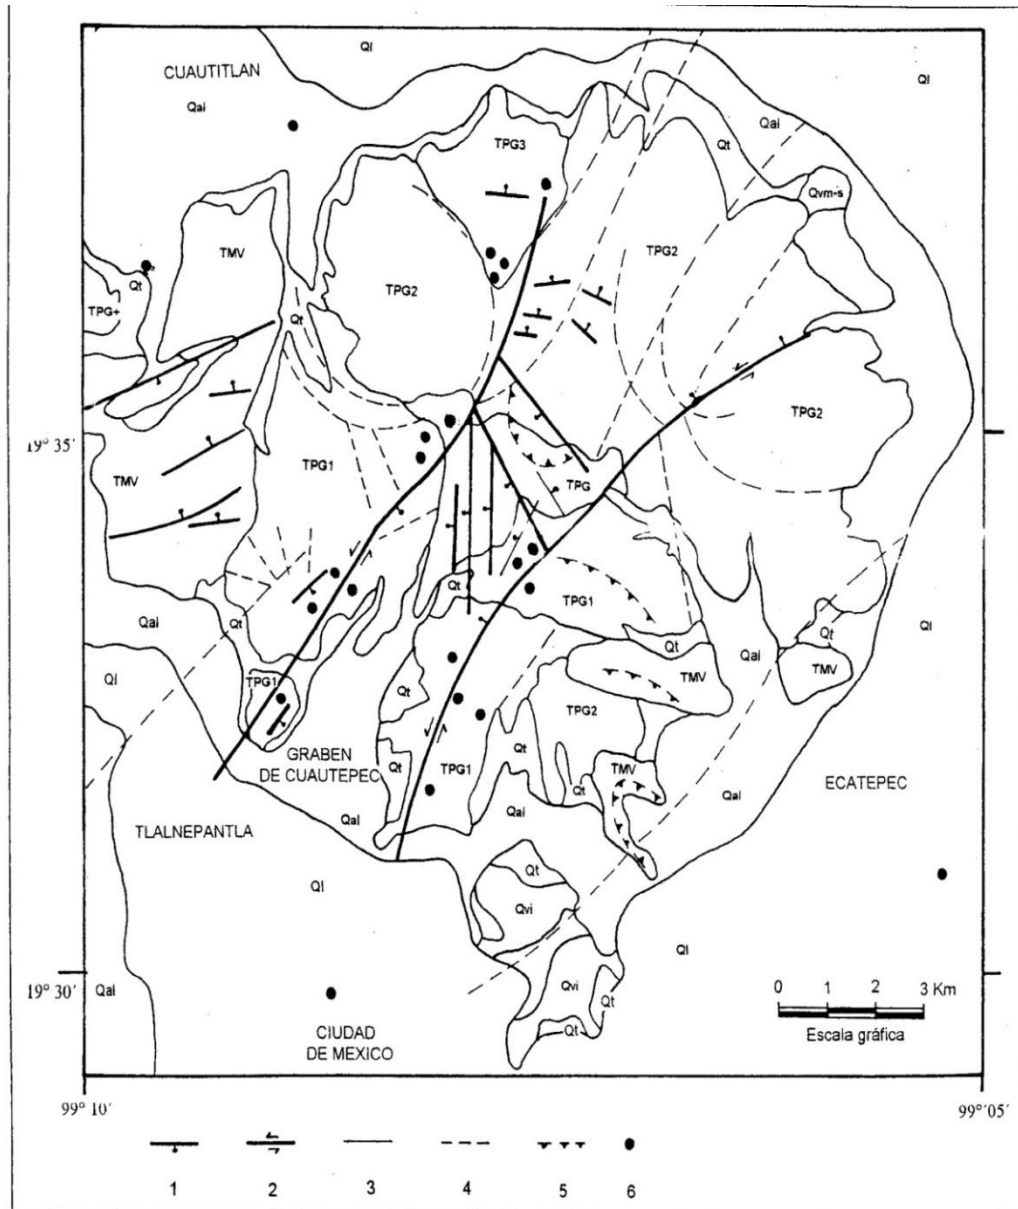 Ql
CUAUTITLAN
Ql
Qal
Qal
Qt
TPG3
Qvm-s
TMV
TPG2
TPG2
Qt
TPG+
Qt
TPG2
19° 35´
TPG1
TMV
TPG
Qt
TPG1
Qal
Qt
Qt
Qt
Ql
Qal
Ql
TPG1
Qt
TMV
TMV
TPG2
GRABEN
DE CUAUTEPEC
Qt
Qt
TPG1
TMV
Qt
ECATEPEC
TLALNEPANTLA
Qal
Qal
Qal
Qt
Ql
Qvi
Ql
19° 30´
Qal
Qvi
Qt
0 1 2 3 Km
CIUDAD
DE MEXICO
Qt
Escala gráfica
99° 10´
99°´05´
1 2 3 4 5 6